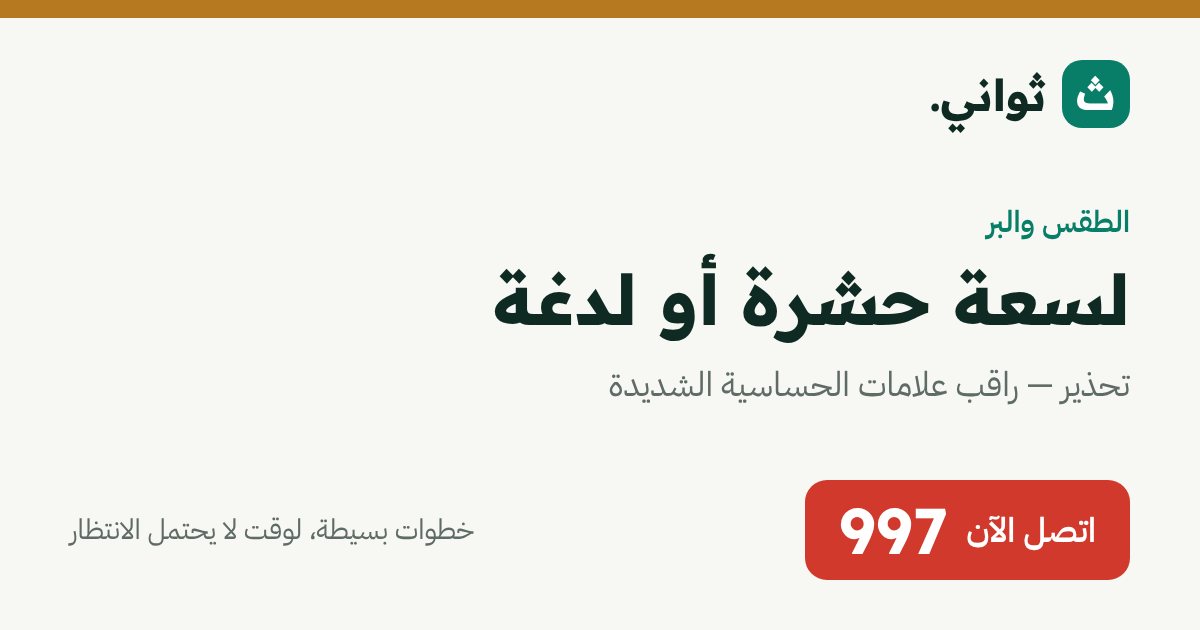 ث ثواني.
الطقس والبر
لسعة حشرة أو لدغة
تحذير — راقب علامات الحساسية الشديدة
اتصل الآن 997
خطوات بسيطة، لوقت لا يحتمل الانتظار